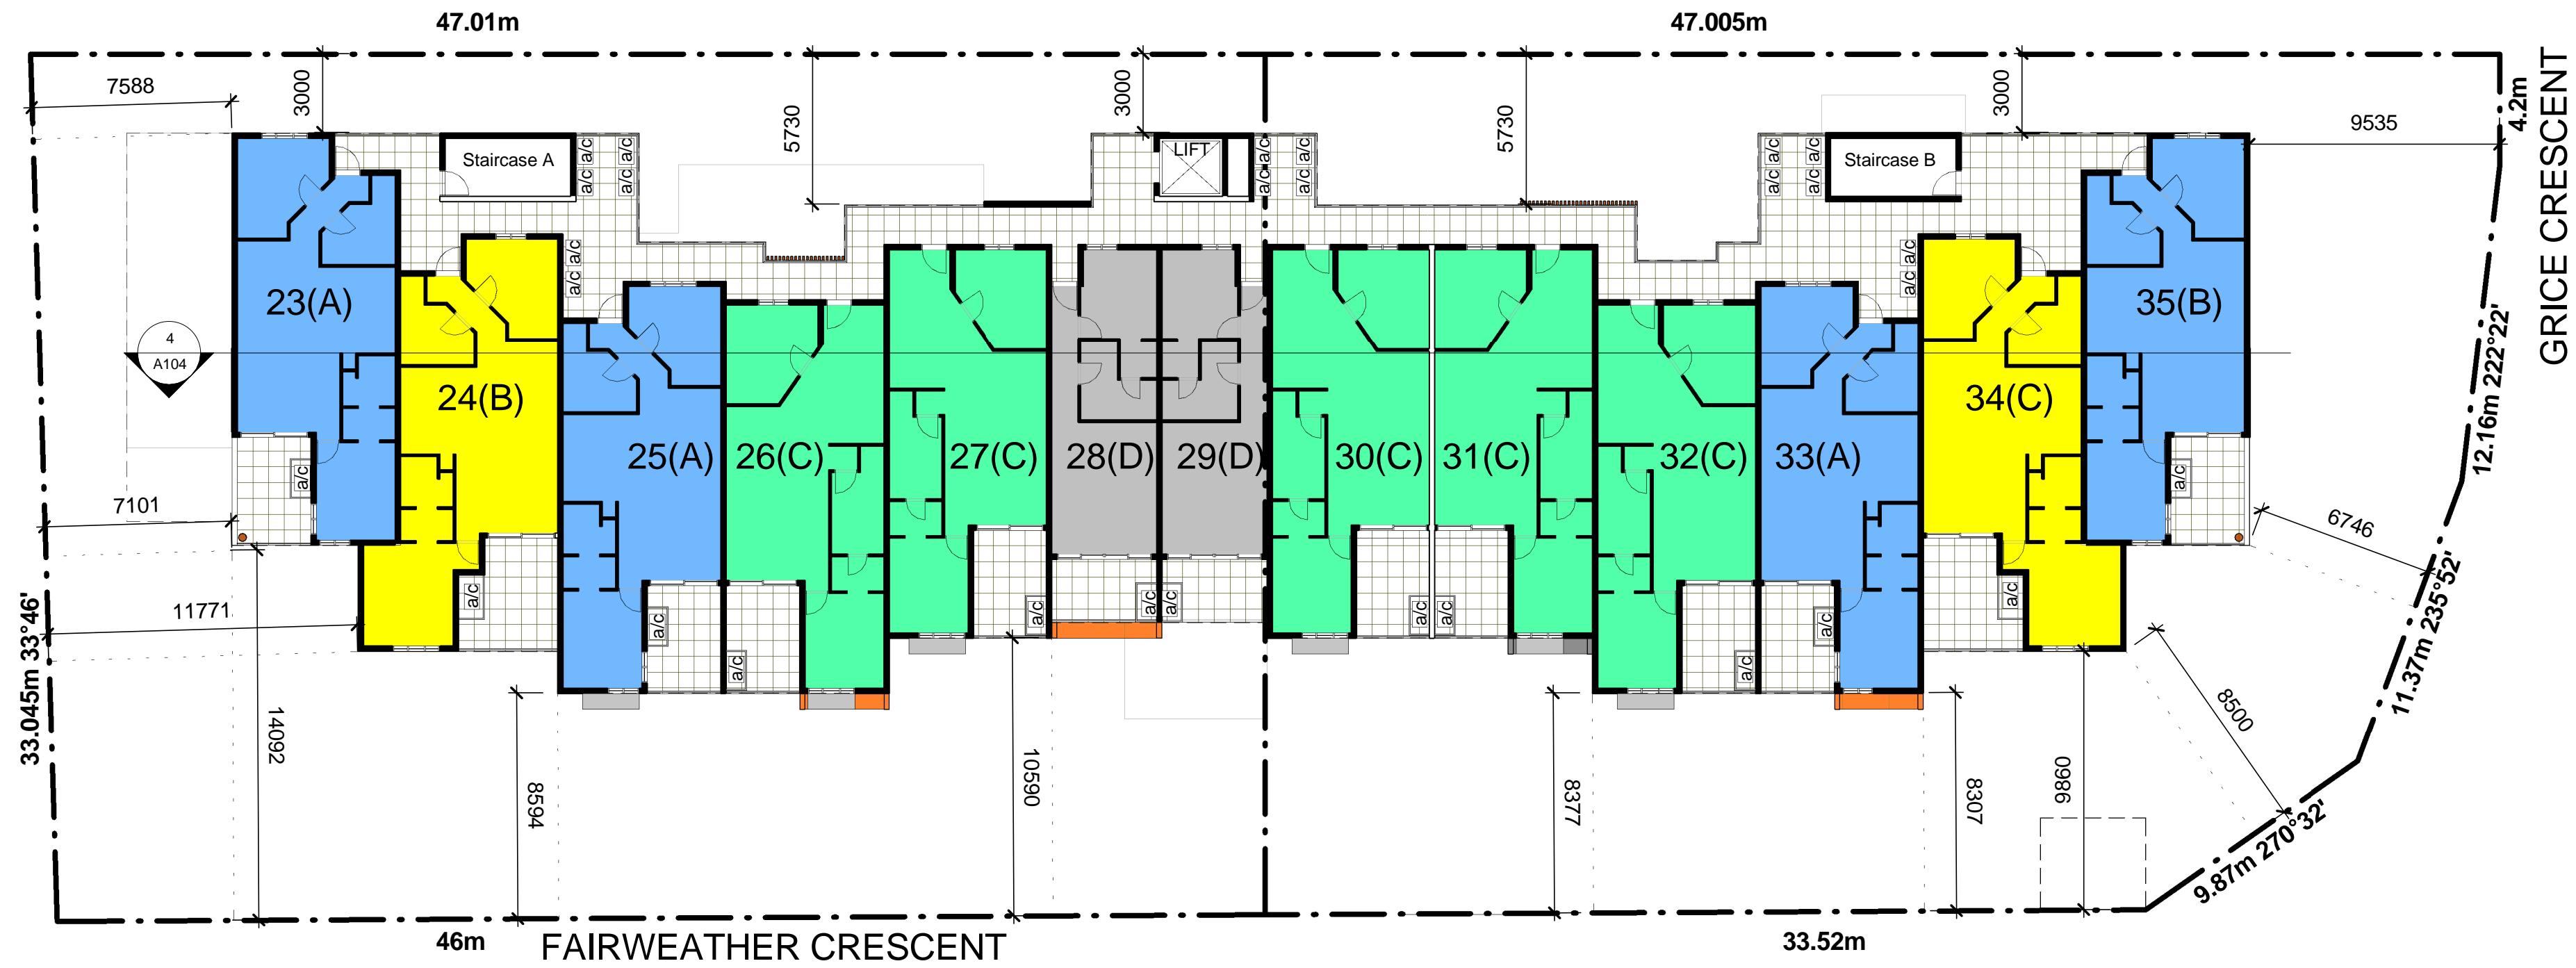 47.01m
47.005m
GRICE CRESCENT
4.2m
7588
3000
5730
3000
5730
3000
9535
Staircase A
a/c
a/c
a/c
a/c
LIFT
a/c
a/c
a/c
a/c
a/c
a/c
a/c
a/c
Staircase B
a/c
a/c
a/c
a/c
23(A)
24(B)
25(A)
26(C)
27(C)
28(D)
29(D)
30(C)
31(C)
32(C)
33(A)
34(C)
35(B)
4
A104
12.16m 222°22'
7101
a/c
a/c
6746
11771
a/c
a/c
a/c
a/c
a/c
a/c
a/c
a/c
a/c
a/c
a/c
33.045m 33°46'
11.37m 235°52'
14092
8594
10590
8377
8307
9860
8500
9.87m 270°32'
46m
FAIRWEATHER CRESCENT
33.52m